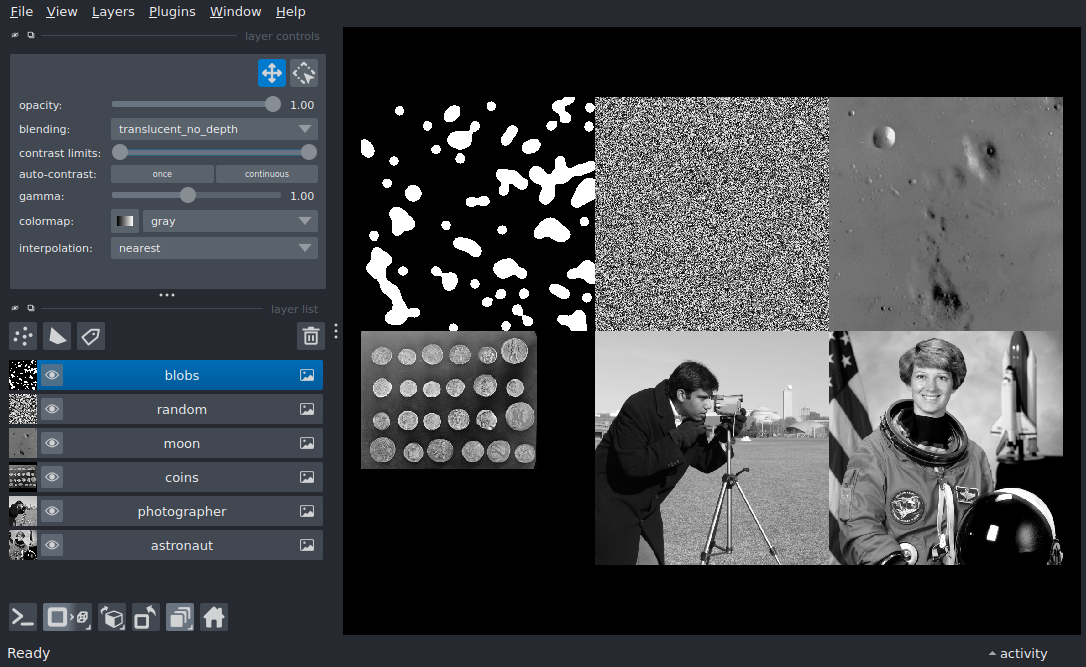 File View Layers Plugins Window Help
layer controls
opacity: 1.00
blending: translucent_no_depth
contrast limits:
auto-contrast: once continuous
gamma: 1.00
colormap: gray
interpolation: nearest
layer list
blobs
random
moon
coins
photographer
astronaut
Ready
activity